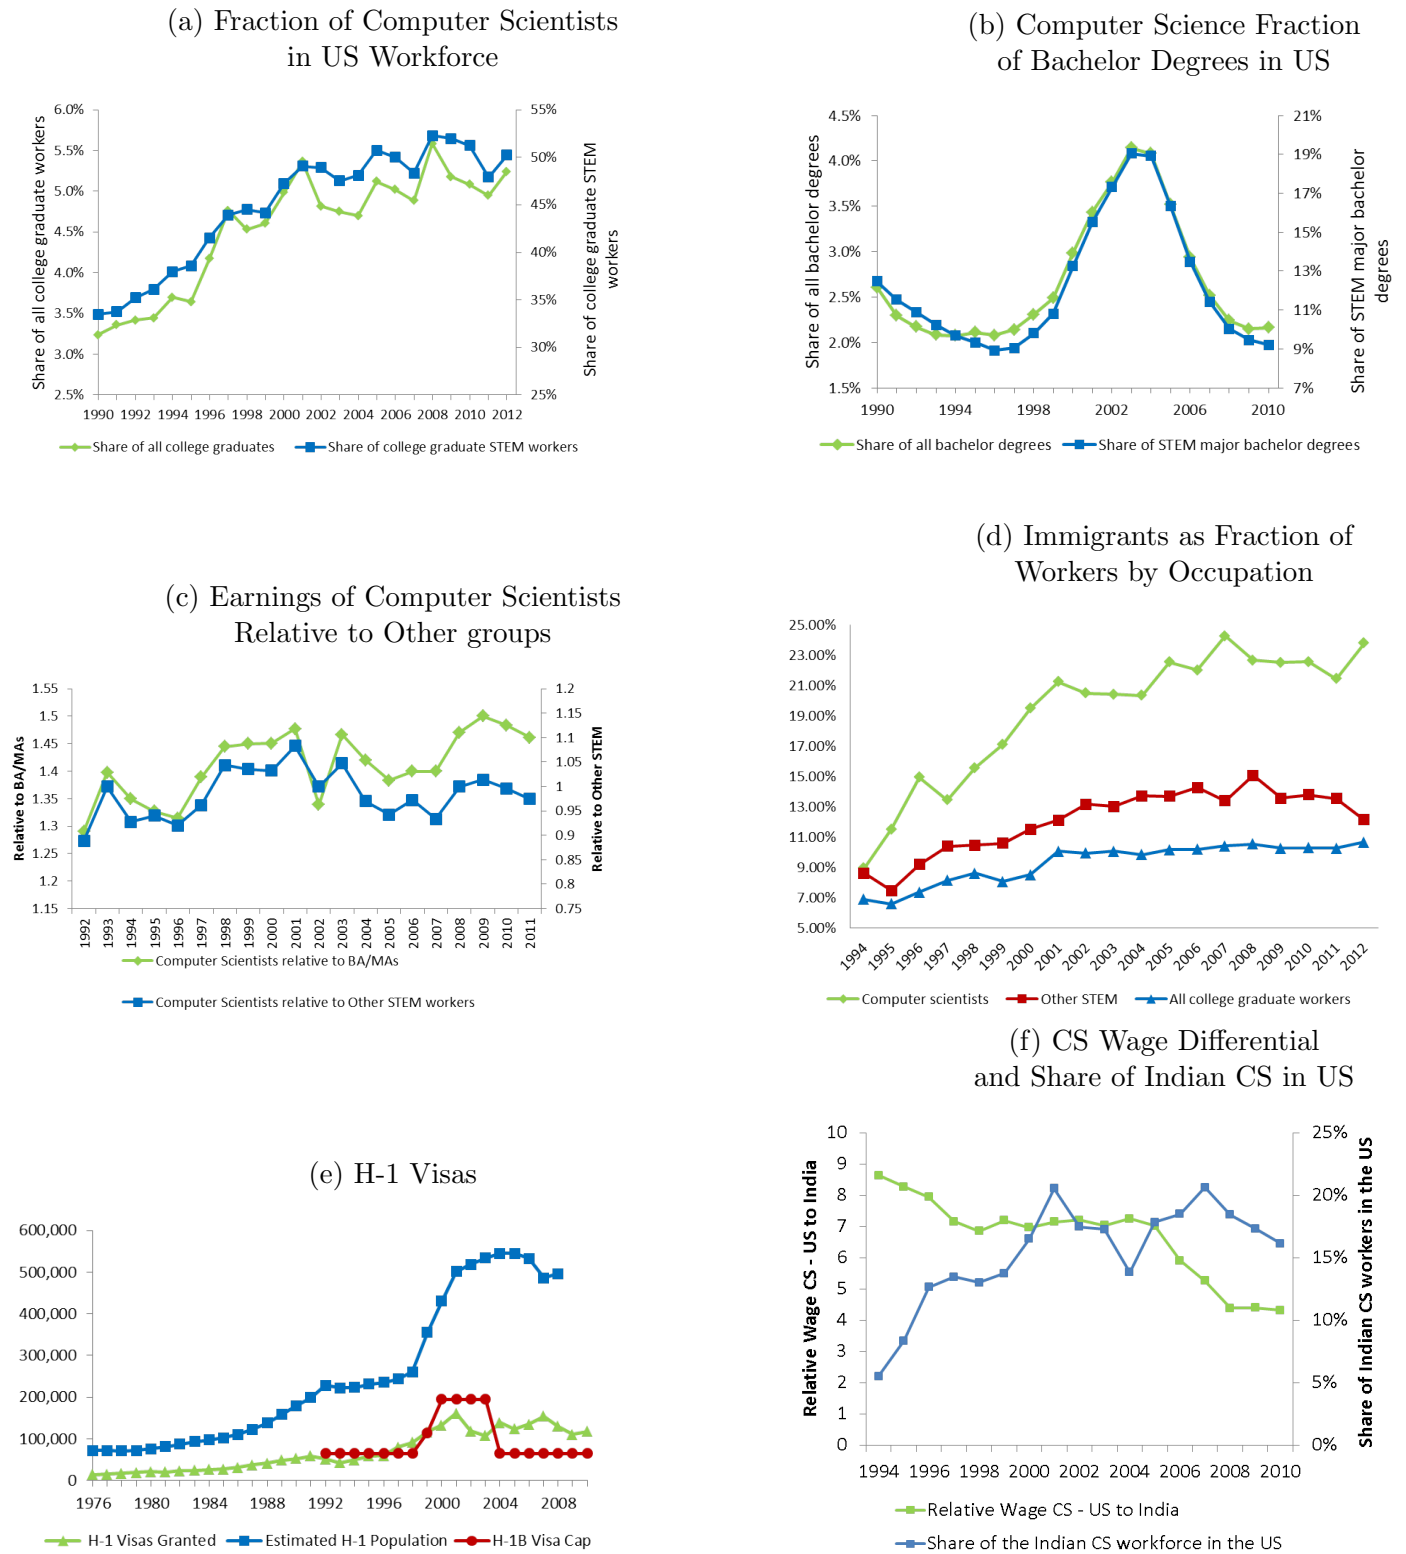 (a) Fraction of Computer Scientists
in US Workforce
6.0%
5.5%
5.0%
4.5%
4.0%
3.5%
3.0%
2.5%
Share of all college graduate workers
55%
50%
45%
40%
35%
30%
25%
Share of college graduate STEM
workers
1990 1992 1994 1996 1998 2000 2002 2004 2006 2008 2010 2012
Share of all college graduates
Share of college graduate STEM workers
(b) Computer Science Fraction
of Bachelor Degrees in US
4.5%
4.0%
3.5%
3.0%
2.5%
2.0%
1.5%
Share of all bachelor degrees
21%
19%
17%
15%
13%
11%
9%
7%
Share of STEM major bachelor
degrees
1990 1994 1998 2002 2006 2010
Share of all bachelor degrees
Share of STEM major bachelor degrees
(c) Earnings of Computer Scientists
Relative to Other groups
1.55
1.5
1.45
1.4
1.35
1.3
1.25
1.2
1.15
Relative to BA/MAs
1.2
1.15
1.1
1.05
1
0.95
0.9
0.85
0.8
0.75
Relative to Other STEM
1992 1993 1994 1995 1996 1997 1998 1999 2000 2001 2002 2003 2004 2005 2006 2007 2008 2009 2010 2011
Computer Scientists relative to BA/MAs
Computer Scientists relative to Other STEM workers
(d) Immigrants as Fraction of
Workers by Occupation
25.00%
23.00%
21.00%
19.00%
17.00%
15.00%
13.00%
11.00%
9.00%
7.00%
5.00%
1994 1995 1996 1997 1998 1999 2000 2001 2002 2003 2004 2005 2006 2007 2008 2009 2010 2011 2012
Computer scientists
Other STEM
All college graduate workers
(e) H-1 Visas
600,000
500,000
400,000
300,000
200,000
100,000
0
1976 1980 1984 1988 1992 1996 2000 2004 2008
H-1 Visas Granted
Estimated H-1 Population
H-1B Visa Cap
(f) CS Wage Differential
and Share of Indian CS in US
10
9
8
7
6
5
4
3
2
1
0
Relative Wage CS - US to India
25%
20%
15%
10%
5%
0%
Share of Indian CS workers in the US
1994 1996 1998 2000 2002 2004 2006 2008 2010
Relative Wage CS - US to India
Share of the Indian CS workforce in the US